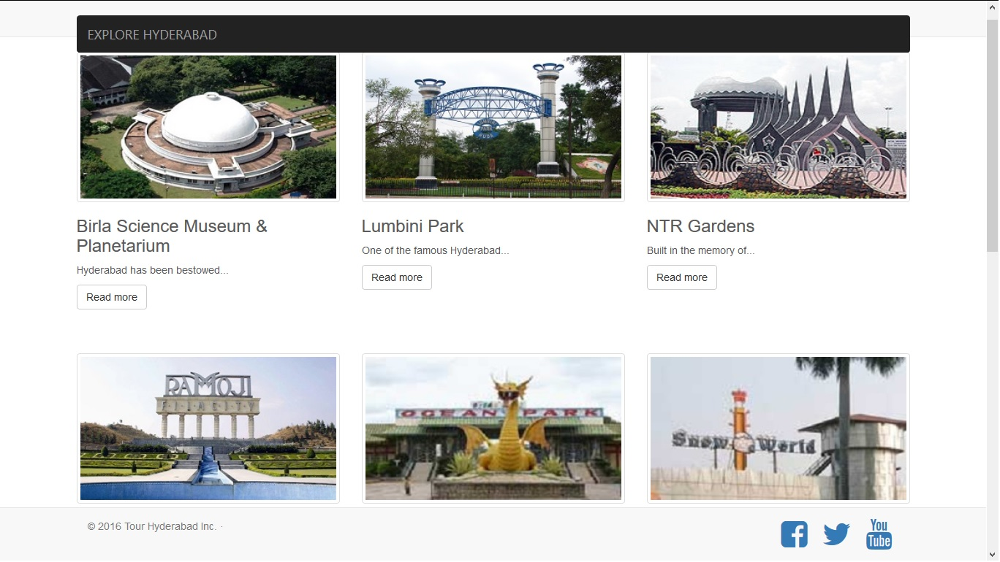 EXPLORE HYDERABAD
Birla Science Museum &
Planetarium
Hyderabad has been bestowed...
Read more
Lumbini Park
One of the famous Hyderabad...
Read more
NTR Gardens
Built in the memory of...
Read more
RAMOJI
FILMCITY
OCEAN PARK
Snow World
© 2016 Tour Hyderabad Inc. ·
You
Tube